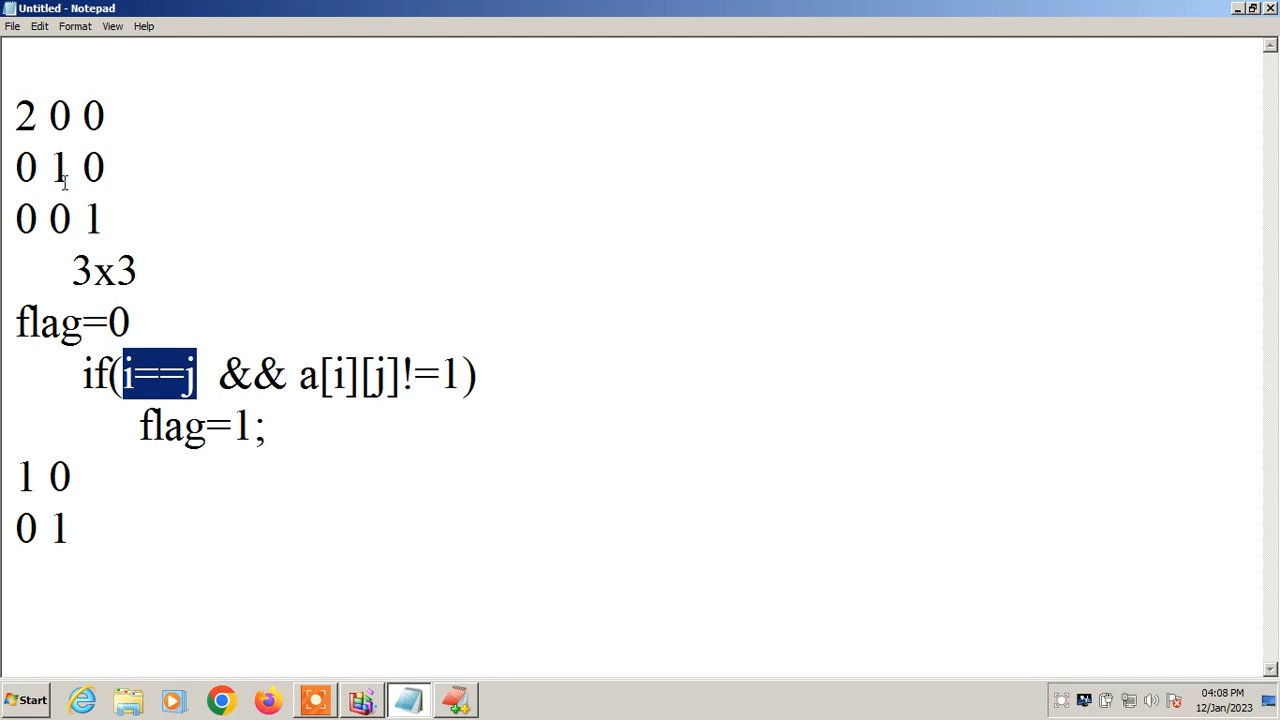 Untitled - Notepad
File Edit Format View Help
2 0 0
0 1 0
0 0 1
3x3
flag=0
if(i==j && a[i][j]!=1)
flag=1;
1 0
0 1
Start
04:08 PM
12/Jan/2023